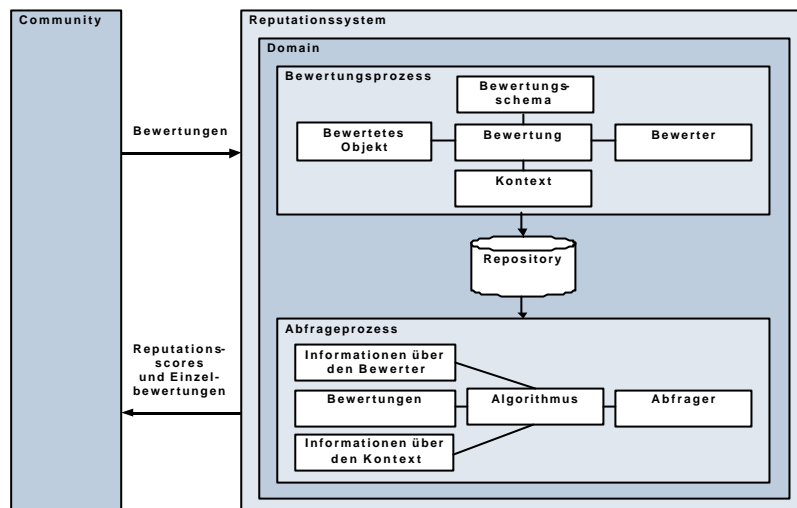 Community
Reputationssystem
Domain
Bewertungsprozess
Bewertungs-
schema
Bewertungen
Bewertetes
Objekt
Bewertung
Bewerter
Kontext
Repository
Abfrageprozess
Reputations-
scores
und Einzel-
bewertungen
Informationen über
den Bewerter
Bewertungen
Algorithmus
Abfrager
Informationen über
den Kontext